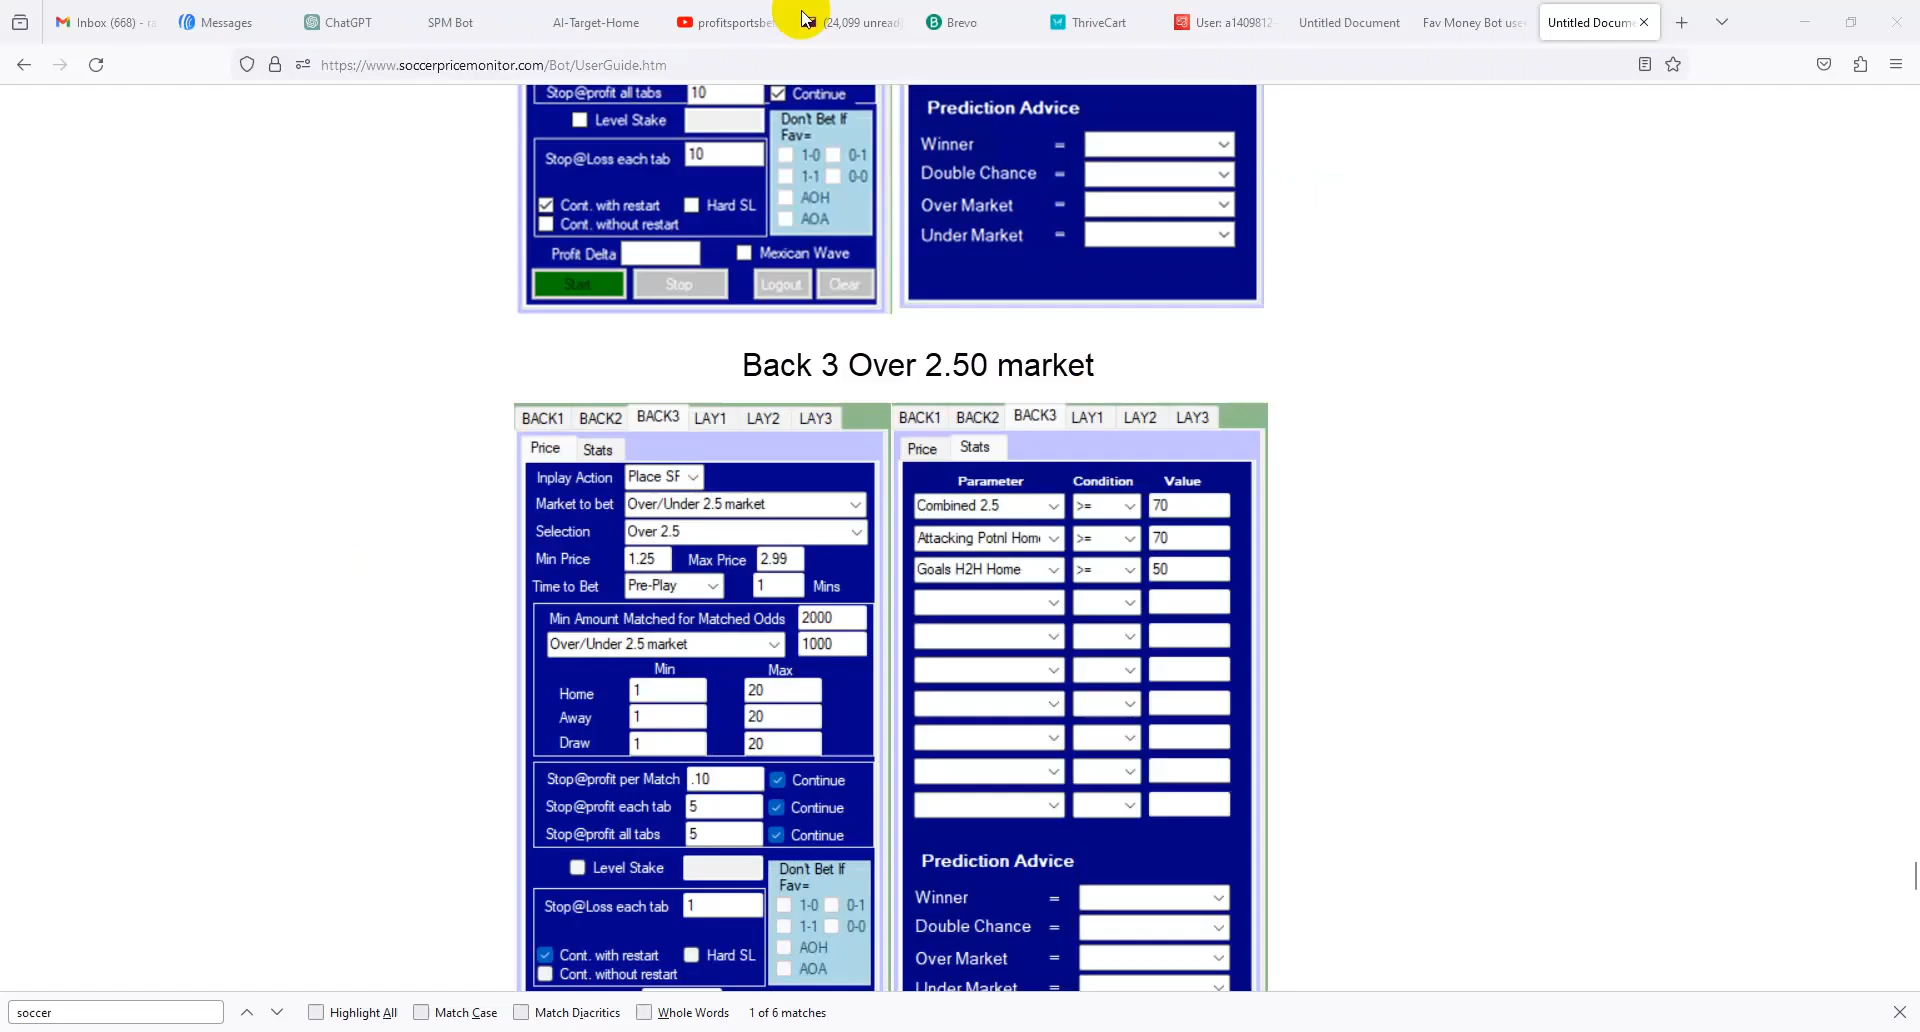 Inbox (668) - ra
Messages
ChatGPT
SPM Bot
AI-Target-Home
profitsportsbe
(24,099 unread)
Brevo
ThriveCart
User: a1409812-
Untitled Document
Fav Money Bot use
Untitled Docume
https://www.soccerpricemonitor.com/Bot/UserGuide.htm
Stop@profit all tabs 10 Continue
Level Stake
Don't Bet If Fav=
1-0 0-1
Stop@Loss each tab 10
1-1 0-0
AOH
Cont. with restart Hard SL
AOA
Cont. without restart
Profit Delta Mexican Wave
Start Stop Logout Clear
Prediction Advice
Winner =
Double Chance =
Over Market =
Under Market =
Back 3 Over 2.50 market
BACK1 BACK2 BACK3 LAY1 LAY2 LAY3
Price Stats
Inplay Action Place SF
Market to bet Over/Under 2.5 market
Selection Over 2.5
Min Price 1.25 Max Price 2.99
Time to Bet Pre-Play 1 Mins
Min Amount Matched for Matched Odds 2000
Over/Under 2.5 market 1000
Min Max
Home 1 20
Away 1 20
Draw 1 20
Stop@profit per Match .10 Continue
Stop@profit each tab 5 Continue
Stop@profit all tabs 5 Continue
Level Stake
Don't Bet If Fav=
Stop@Loss each tab 1
1-0 0-1
1-1 0-0
AOH
Cont. with restart Hard SL
AOA
Cont. without restart
BACK1 BACK2 BACK3 LAY1 LAY2 LAY3
Price Stats
Parameter Condition Value
Combined 2.5 >= 70
Attacking Potnl Hom >= 70
Goals H2H Home >= 50
Prediction Advice
Winner =
Double Chance =
Over Market =
Under Market =
soccer
Highlight All
Match Case
Match Diacritics
Whole Words
1 of 6 matches